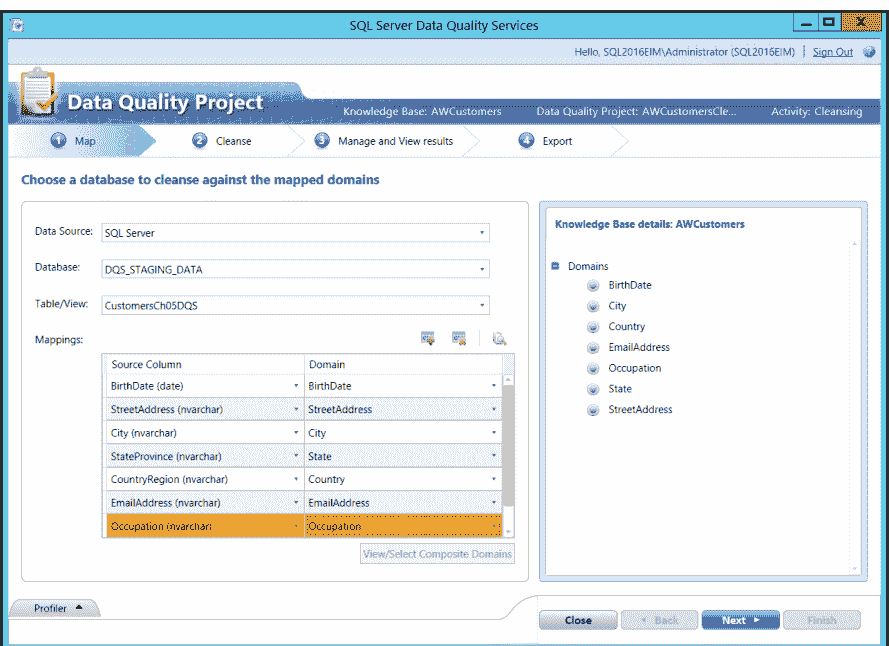 SQL Server Data Quality Services
Hello, SQL2016EIM\Administrator (SQL2016EIM) | Sign Out
Data Quality Project
Knowledge Base: AWCustomers Data Quality Project: AWCustomersCle... Activity: Cleansing
1 Map 2 Cleanse 3 Manage and View results 4 Export
Choose a database to cleanse against the mapped domains
Data Source: SQL Server
Database: DQS_STAGING_DATA
Table/View: CustomersCh05DQS
Mappings:
Source Column Domain
BirthDate (date) BirthDate
StreetAddress (nvarchar) StreetAddress
City (nvarchar) City
StateProvince (nvarchar) State
CountryRegion (nvarchar) Country
EmailAddress (nvarchar) EmailAddress
Occupation (nvarchar) Occupation
View/Select Composite Domains
Knowledge Base details: AWCustomers
Domains
BirthDate
City
Country
EmailAddress
Occupation
State
StreetAddress
Profiler
Close Back Next Finish